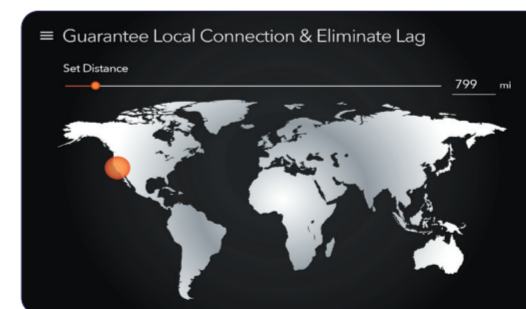 Guarantee Local Connection & Eliminate Lag
Set Distance
799 mi